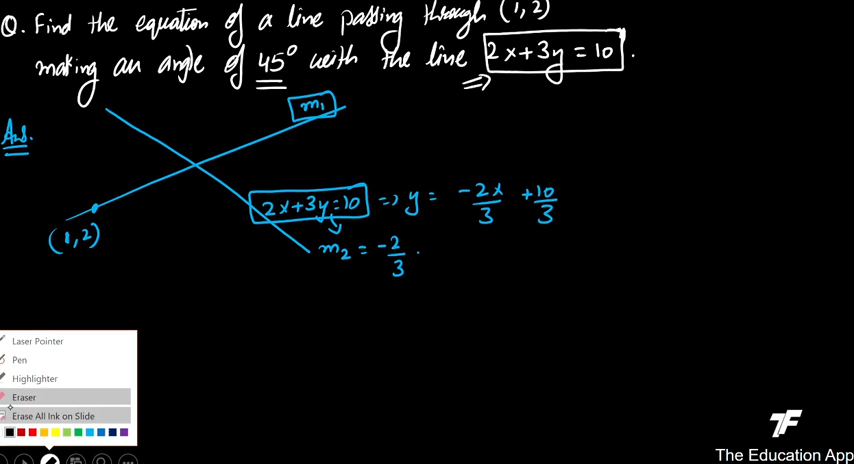 Q. Find the equation of a line passing through (1, 2)
making an angle of 45° with the line 2x+3y=10.
⇒
Ans.
m₁
2x+3y=10 => y = -2x/3 + 10/3
(1, 2)
m₂ = -2/3.
Laser Pointer
Pen
Highlighter
Eraser
Erase All Ink on Slide
The Education App